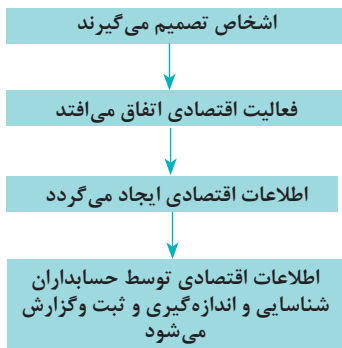 اشخاص تصمیم می‌گیرند
فعالیت اقتصادی اتفاق می‌افتد
اطلاعات اقتصادی ایجاد می‌گردد
اطلاعات اقتصادی توسط حسابداران
شناسایی و اندازه‌گیری و ثبت وگزارش
می‌شود